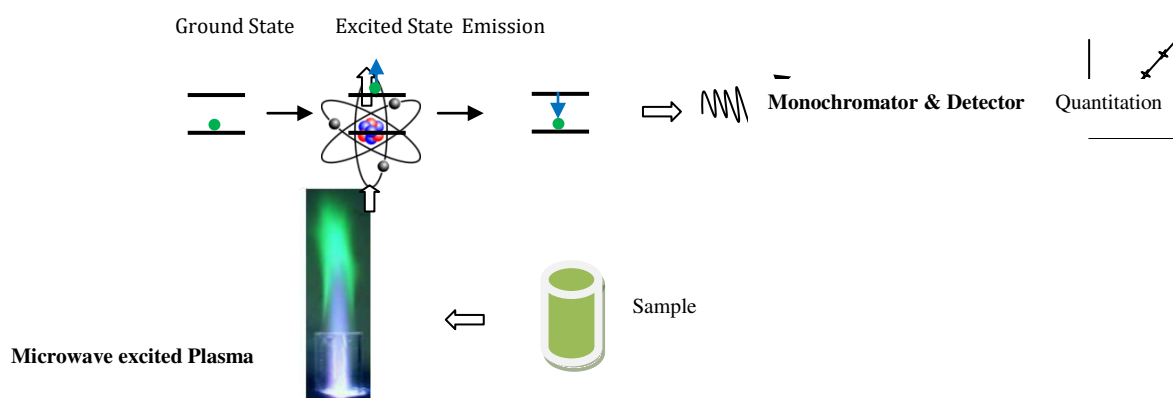 Ground State Excited State Emission
Monochromator & Detector Quantitation
Sample
Microwave excited Plasma